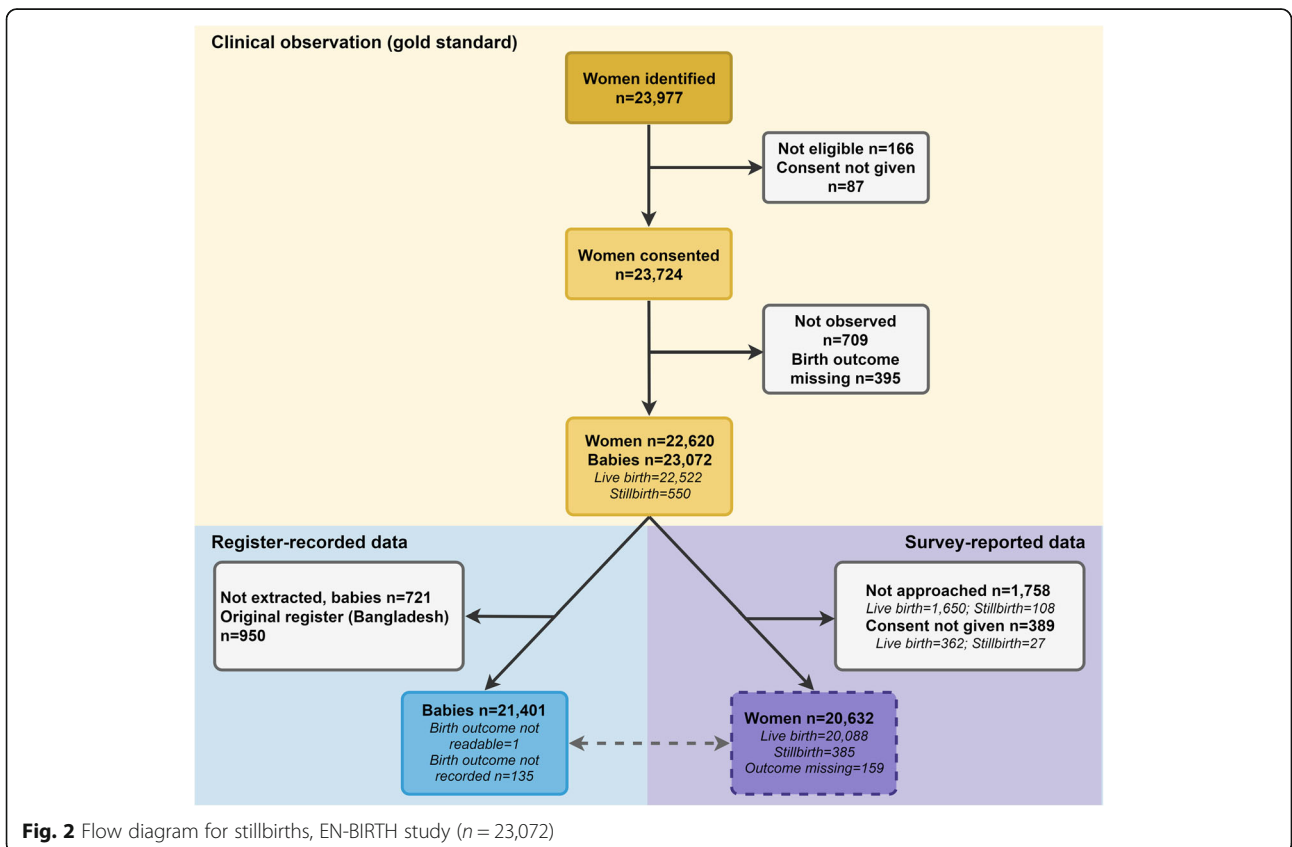 Clinical observation (gold standard)
Women identified
n=23,977
Not eligible n=166
Consent not given
n=87
Women consented
n=23,724
Not observed
n=709
Birth outcome
missing n=395
Women n=22,620
Babies n=23,072
Live birth=22,522
Stillbirth=550
Register-recorded data
Survey-reported data
Not extracted, babies n=721
Original register (Bangladesh)
n=950
Not approached n=1,758
Live birth=1,650; Stillbirth=108
Consent not given n=389
Live birth=362; Stillbirth=27
Babies n=21,401
Birth outcome not
readable=1
Birth outcome not
recorded n=135
Women n=20,632
Live birth=20,088
Stillbirth=385
Outcome missing=159
Fig. 2 Flow diagram for stillbirths, EN-BIRTH study (n = 23,072)